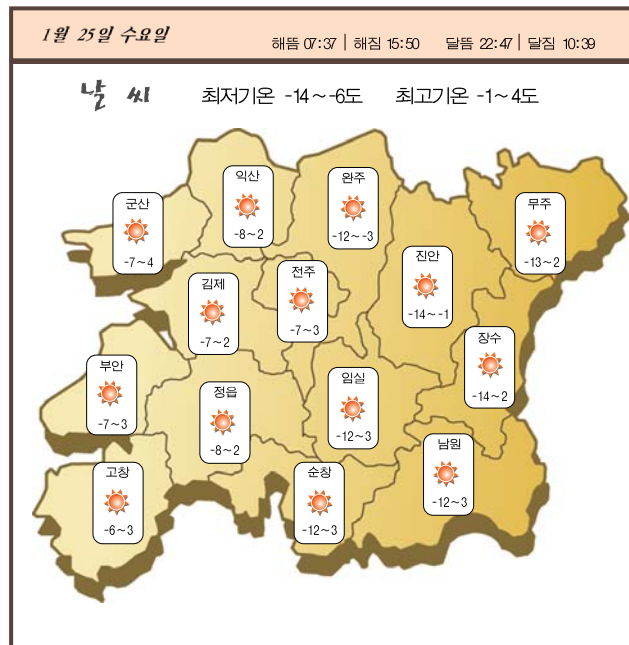 1월 25일 수요일
해뜸 07:37 | 해짐 15:50 달뜸 22:47 | 달짐 10:39
날 씨 최저기온 -14~-6도 최고기온 -1~4도
익산
-8~2
완주
-12~-3
군산
-7~4
무주
-13~2
진안
-14~-1
김제
-7~2
전주
-7~3
장수
-14~2
부안
-7~3
정읍
-8~2
임실
-12~3
남원
-12~3
고창
-6~3
순창
-12~3